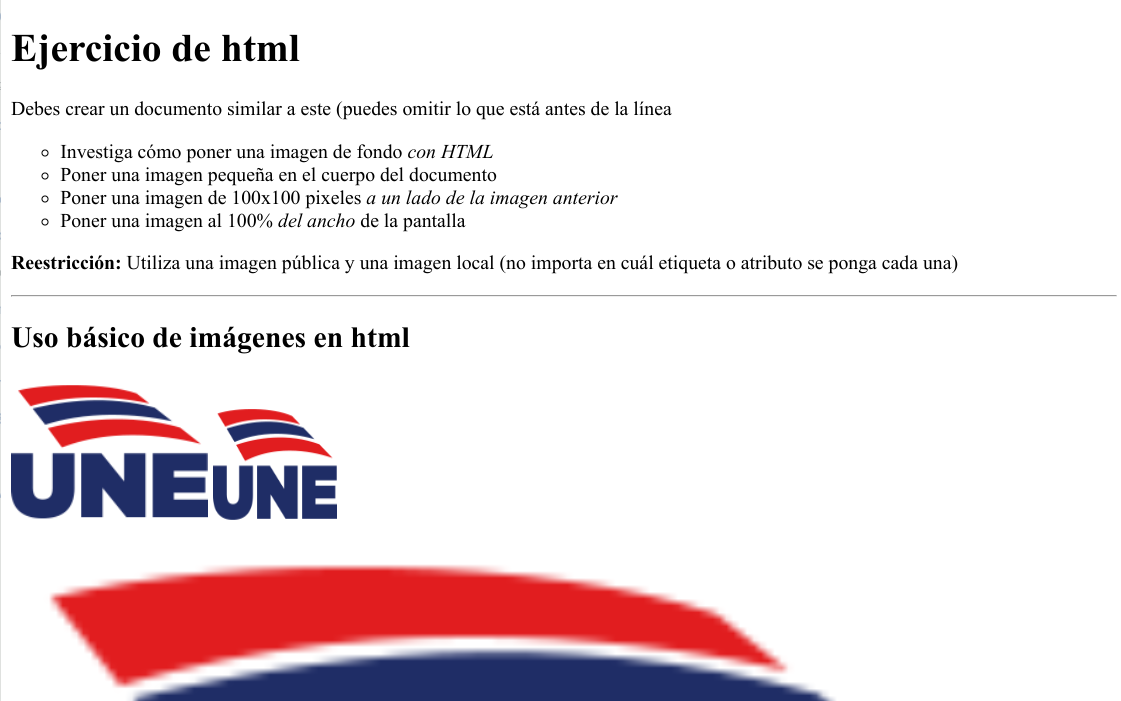 Ejercicio de html
Debes crear un documento similar a este (puedes omitir lo que está antes de la línea
Investiga cómo poner una imagen de fondo con HTML
Poner una imagen pequeña en el cuerpo del documento
Poner una imagen de 100x100 pixeles a un lado de la imagen anterior
Poner una imagen al 100% del ancho de la pantalla
Reestricción: Utiliza una imagen pública y una imagen local (no importa en cuál etiqueta o atributo se ponga cada una)
Uso básico de imágenes en html
UNE UNE